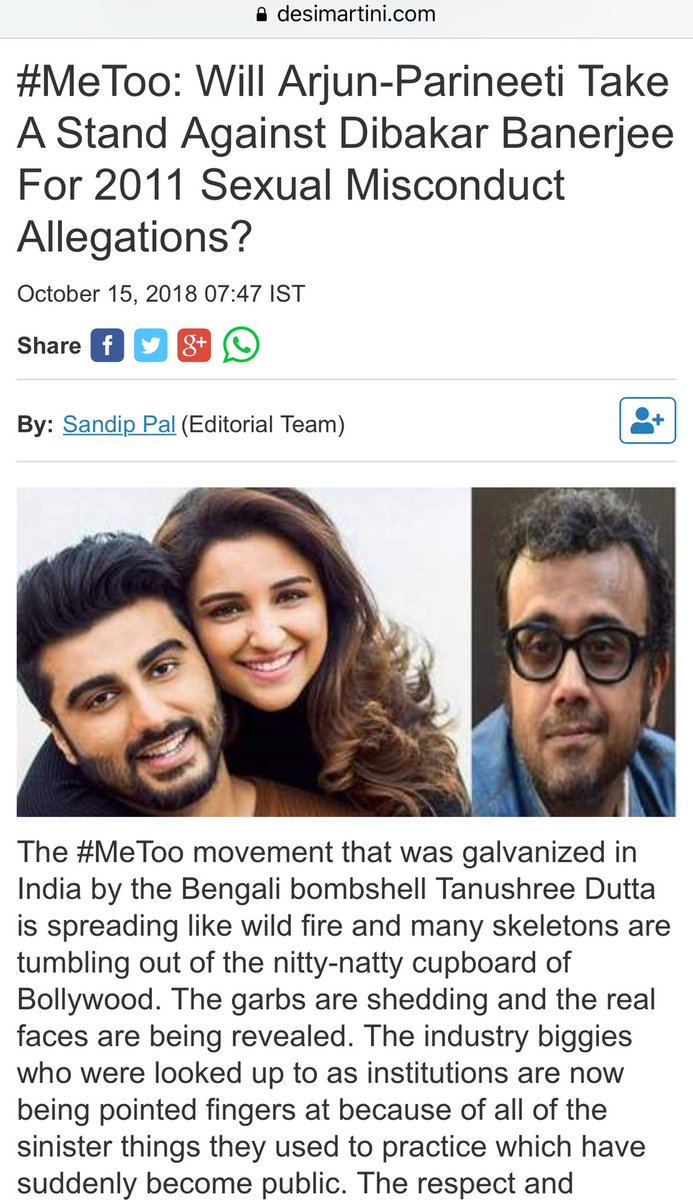 desimartini.com
#MeToo: Will Arjun-Parineeti Take
A Stand Against Dibakar Banerjee
For 2011 Sexual Misconduct
Allegations?
October 15, 2018 07:47 IST
Share f g+
By: Sandip Pal (Editorial Team)
The #MeToo movement that was galvanized in
India by the Bengali bombshell Tanushree Dutta
is spreading like wild fire and many skeletons are
tumbling out of the nitty-natty cupboard of
Bollywood. The garbs are shedding and the real
faces are being revealed. The industry biggies
who were looked up to as institutions are now
being pointed fingers at because of all of the
sinister things they used to practice which have
suddenly become public. The respect and